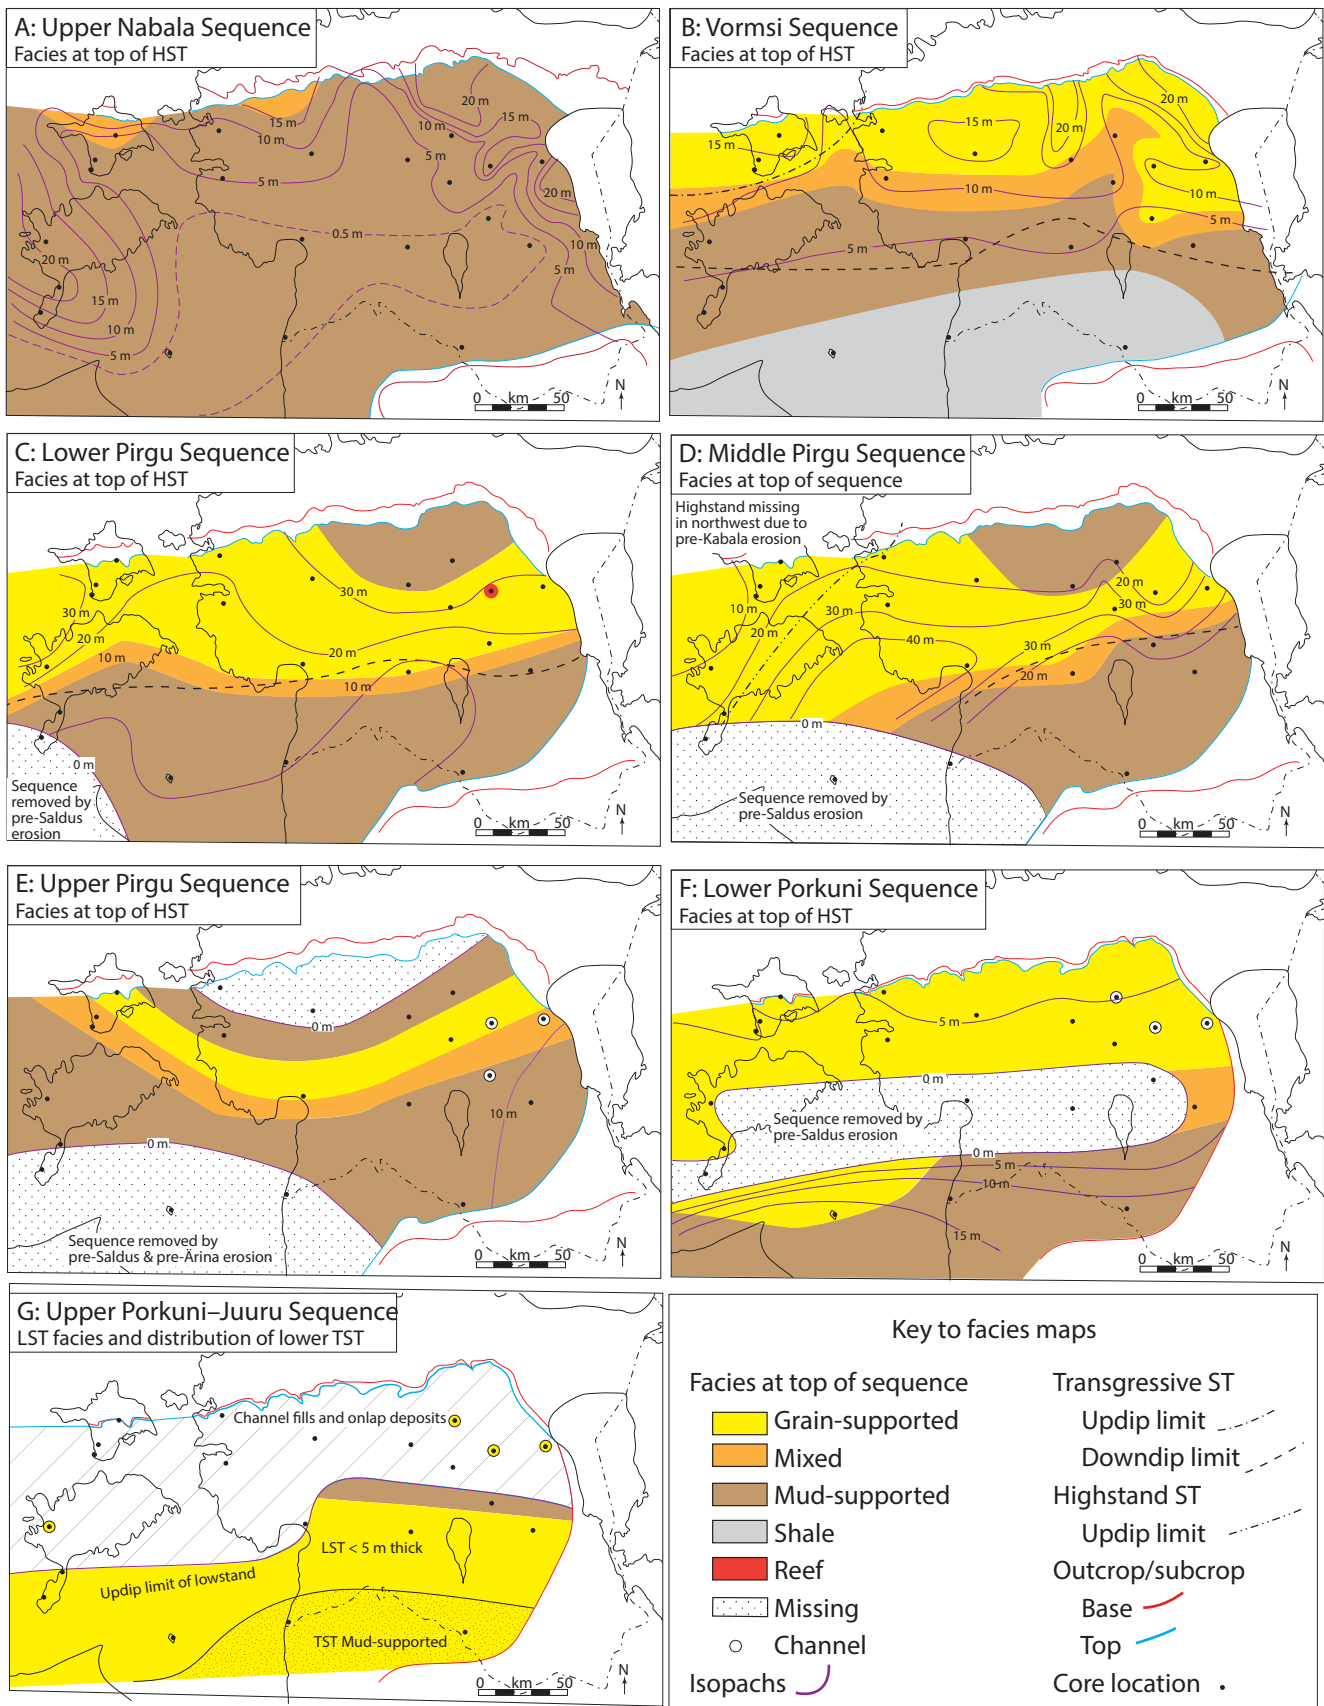 A: Upper Nabala Sequence
Facies at top of HST
20 m
15 m
15 m
10 m
10 m
5 m
5 m
20 m
0.5 m
10 m
5 m
20 m
15 m
10 m
5 m
0 km 50
N
B: Vormsi Sequence
Facies at top of HST
20 m
15 m
20 m
15 m
10 m
10 m
5 m
5 m
0 km 50
N
C: Lower Pirgu Sequence
Facies at top of HST
30 m
30 m
20 m
20 m
10 m
10 m
0 m
Sequence
removed by
pre-Saldus
erosion
0 km 50
N
D: Middle Pirgu Sequence
Facies at top of sequence
Highstand missing
in northwest due to
pre-Kabala erosion
20 m
10 m
30 m
30 m
20 m
40 m
30 m
20 m
0 m
Sequence removed by
pre-Saldus erosion
0 km 50
N
E: Upper Pirgu Sequence
Facies at top of HST
0 m
10 m
0 m
Sequence removed by
pre-Saldus & pre-Ärina erosion
0 km 50
N
F: Lower Porkuni Sequence
Facies at top of HST
5 m
0 m
Sequence removed by
pre-Saldus erosion
0 m
5 m
10 m
15 m
0 km 50
N
G: Upper Porkuni–Juuru Sequence
LST facies and distribution of lower TST
Channel fills and onlap deposits
LST < 5 m thick
Updip limit of lowstand
TST Mud-supported
0 km 50
N
Key to facies maps
Facies at top of sequence
Grain-supported
Mixed
Mud-supported
Shale
Reef
Missing
Channel
Isopachs
Transgressive ST
Updip limit
Downdip limit
Highstand ST
Updip limit
Outcrop/subcrop
Base
Top
Core location